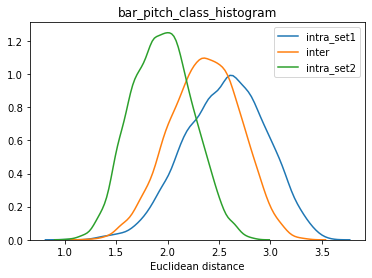 bar_pitch_class_histogram
intra_set1
inter
intra_set2
1.2
1.0
0.8
0.6
0.4
0.2
0.0
1.0 1.5 2.0 2.5 3.0 3.5
Euclidean distance